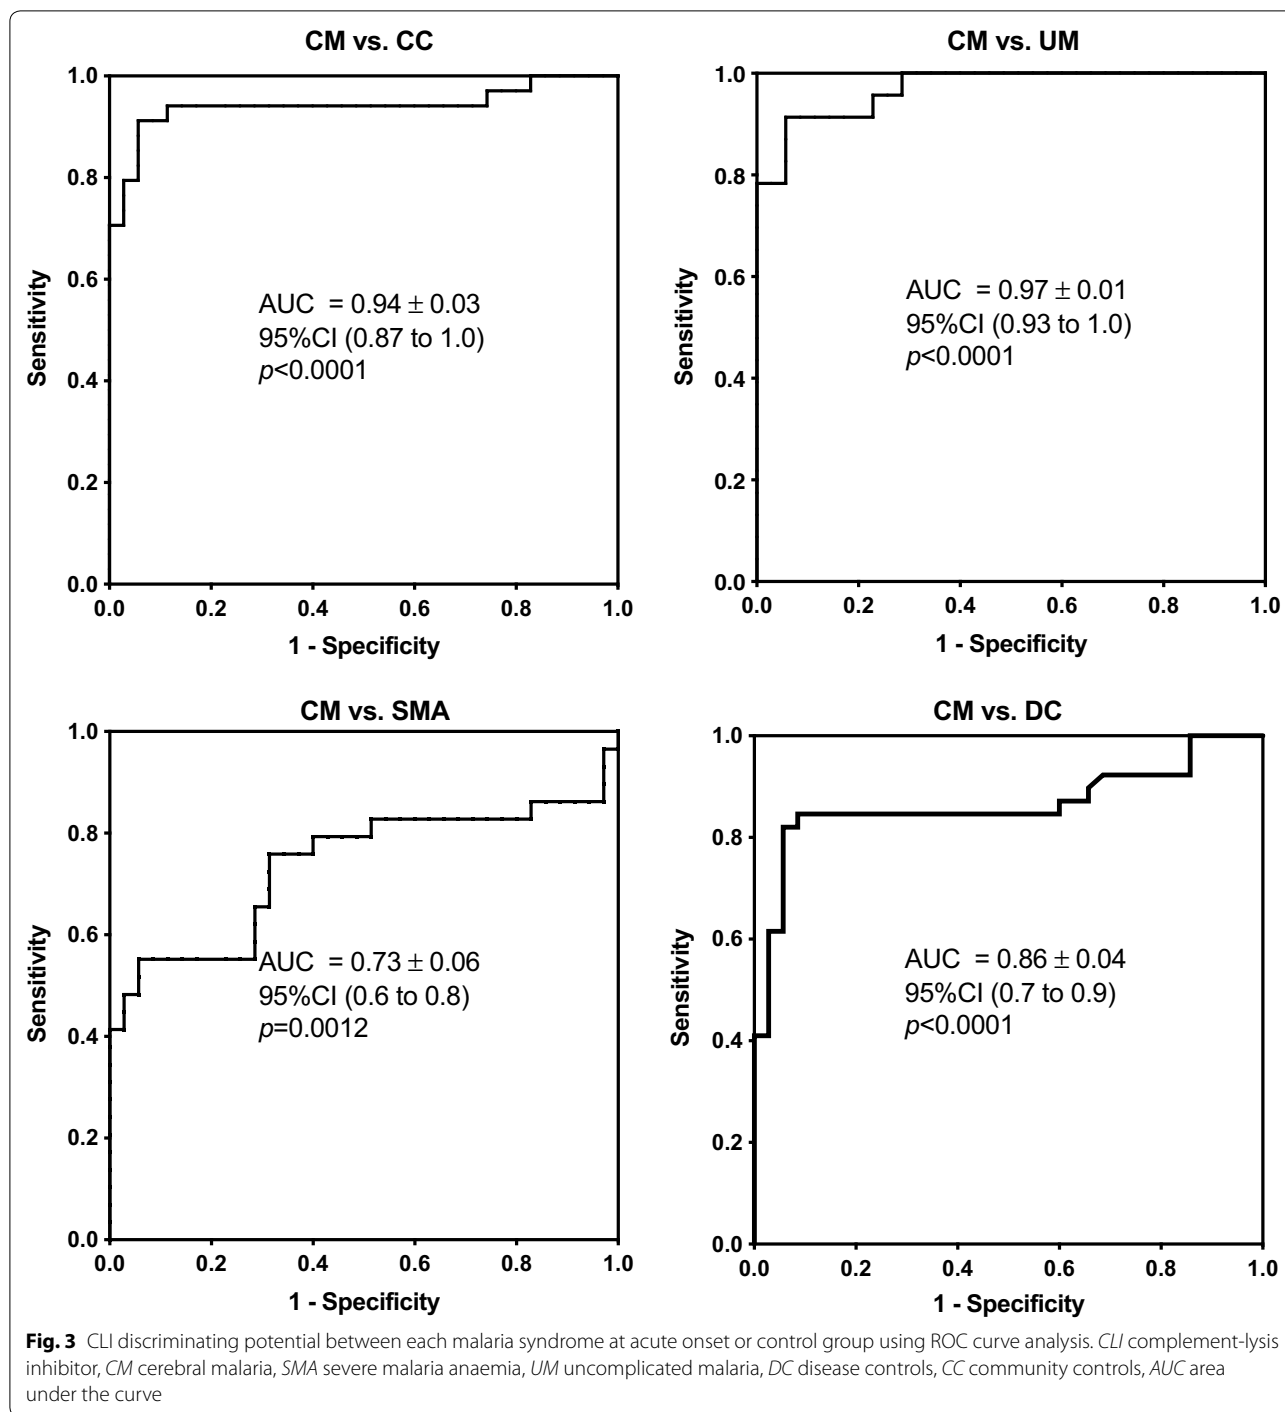 CM vs. CC
1.0
0.8
0.6
0.4
0.2
0.0
Sensitivity
AUC = 0.94 ± 0.03
95%CI (0.87 to 1.0)
p<0.0001
0.0 0.2 0.4 0.6 0.8 1.0
1 - Specificity
CM vs. UM
1.0
0.8
0.6
0.4
0.2
0.0
Sensitivity
AUC = 0.97 ± 0.01
95%CI (0.93 to 1.0)
p<0.0001
0.0 0.2 0.4 0.6 0.8 1.0
1 - Specificity
CM vs. SMA
1.0
0.8
0.6
0.4
0.2
0.0
Sensitivity
AUC = 0.73 ± 0.06
95%CI (0.6 to 0.8)
p=0.0012
0.0 0.2 0.4 0.6 0.8 1.0
1 - Specificity
CM vs. DC
1.0
0.8
0.6
0.4
0.2
0.0
Sensitivity
AUC = 0.86 ± 0.04
95%CI (0.7 to 0.9)
p<0.0001
0.0 0.2 0.4 0.6 0.8 1.0
1 - Specificity
Fig. 3 CLI discriminating potential between each malaria syndrome at acute onset or control group using ROC curve analysis. CLI complement-lysis
inhibitor, CM cerebral malaria, SMA severe malaria anaemia, UM uncomplicated malaria, DC disease controls, CC community controls, AUC area
under the curve